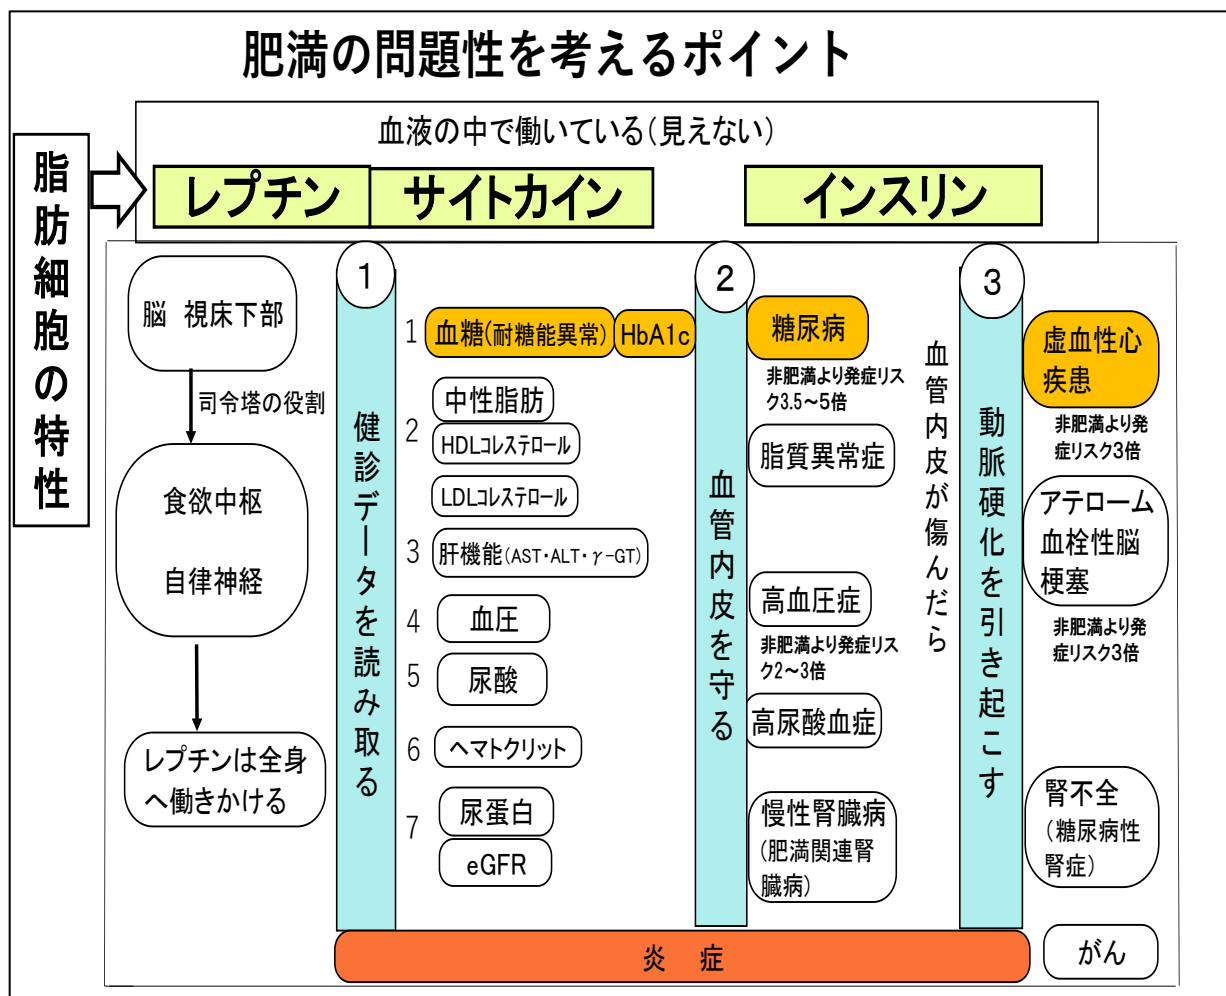 肥満の問題性を考えるポイント
脂肪細胞の特性
血液の中で働いている(見えない)
レプチン
サイトカイン
インスリン
脳 視床下部
司令塔の役割
食欲中枢
自律神経
レプチンは全身
へ働きかける
1
健診データを読み取る
1
血糖(耐糖能異常)
HbA1c
2
中性脂肪
HDLコレステロール
LDLコレステロール
3
肝機能(AST・ALT・γ-GT)
4
血圧
5
尿酸
6
ヘマトクリット
7
尿蛋白
eGFR
2
血管内皮を守る
糖尿病
非肥満より発症リス
ク3.5~5倍
脂質異常症
高血圧症
非肥満より発症リス
ク2~3倍
高尿酸血症
慢性腎臓病
(肥満関連腎
臓病)
血管内皮が傷んだら
3
動脈硬化を引き起こす
虚血性心
疾患
非肥満より発
症リスク3倍
アテローム
血栓性脳
梗塞
非肥満より発
症リスク3倍
腎不全
(糖尿病性
腎症)
がん
炎 症